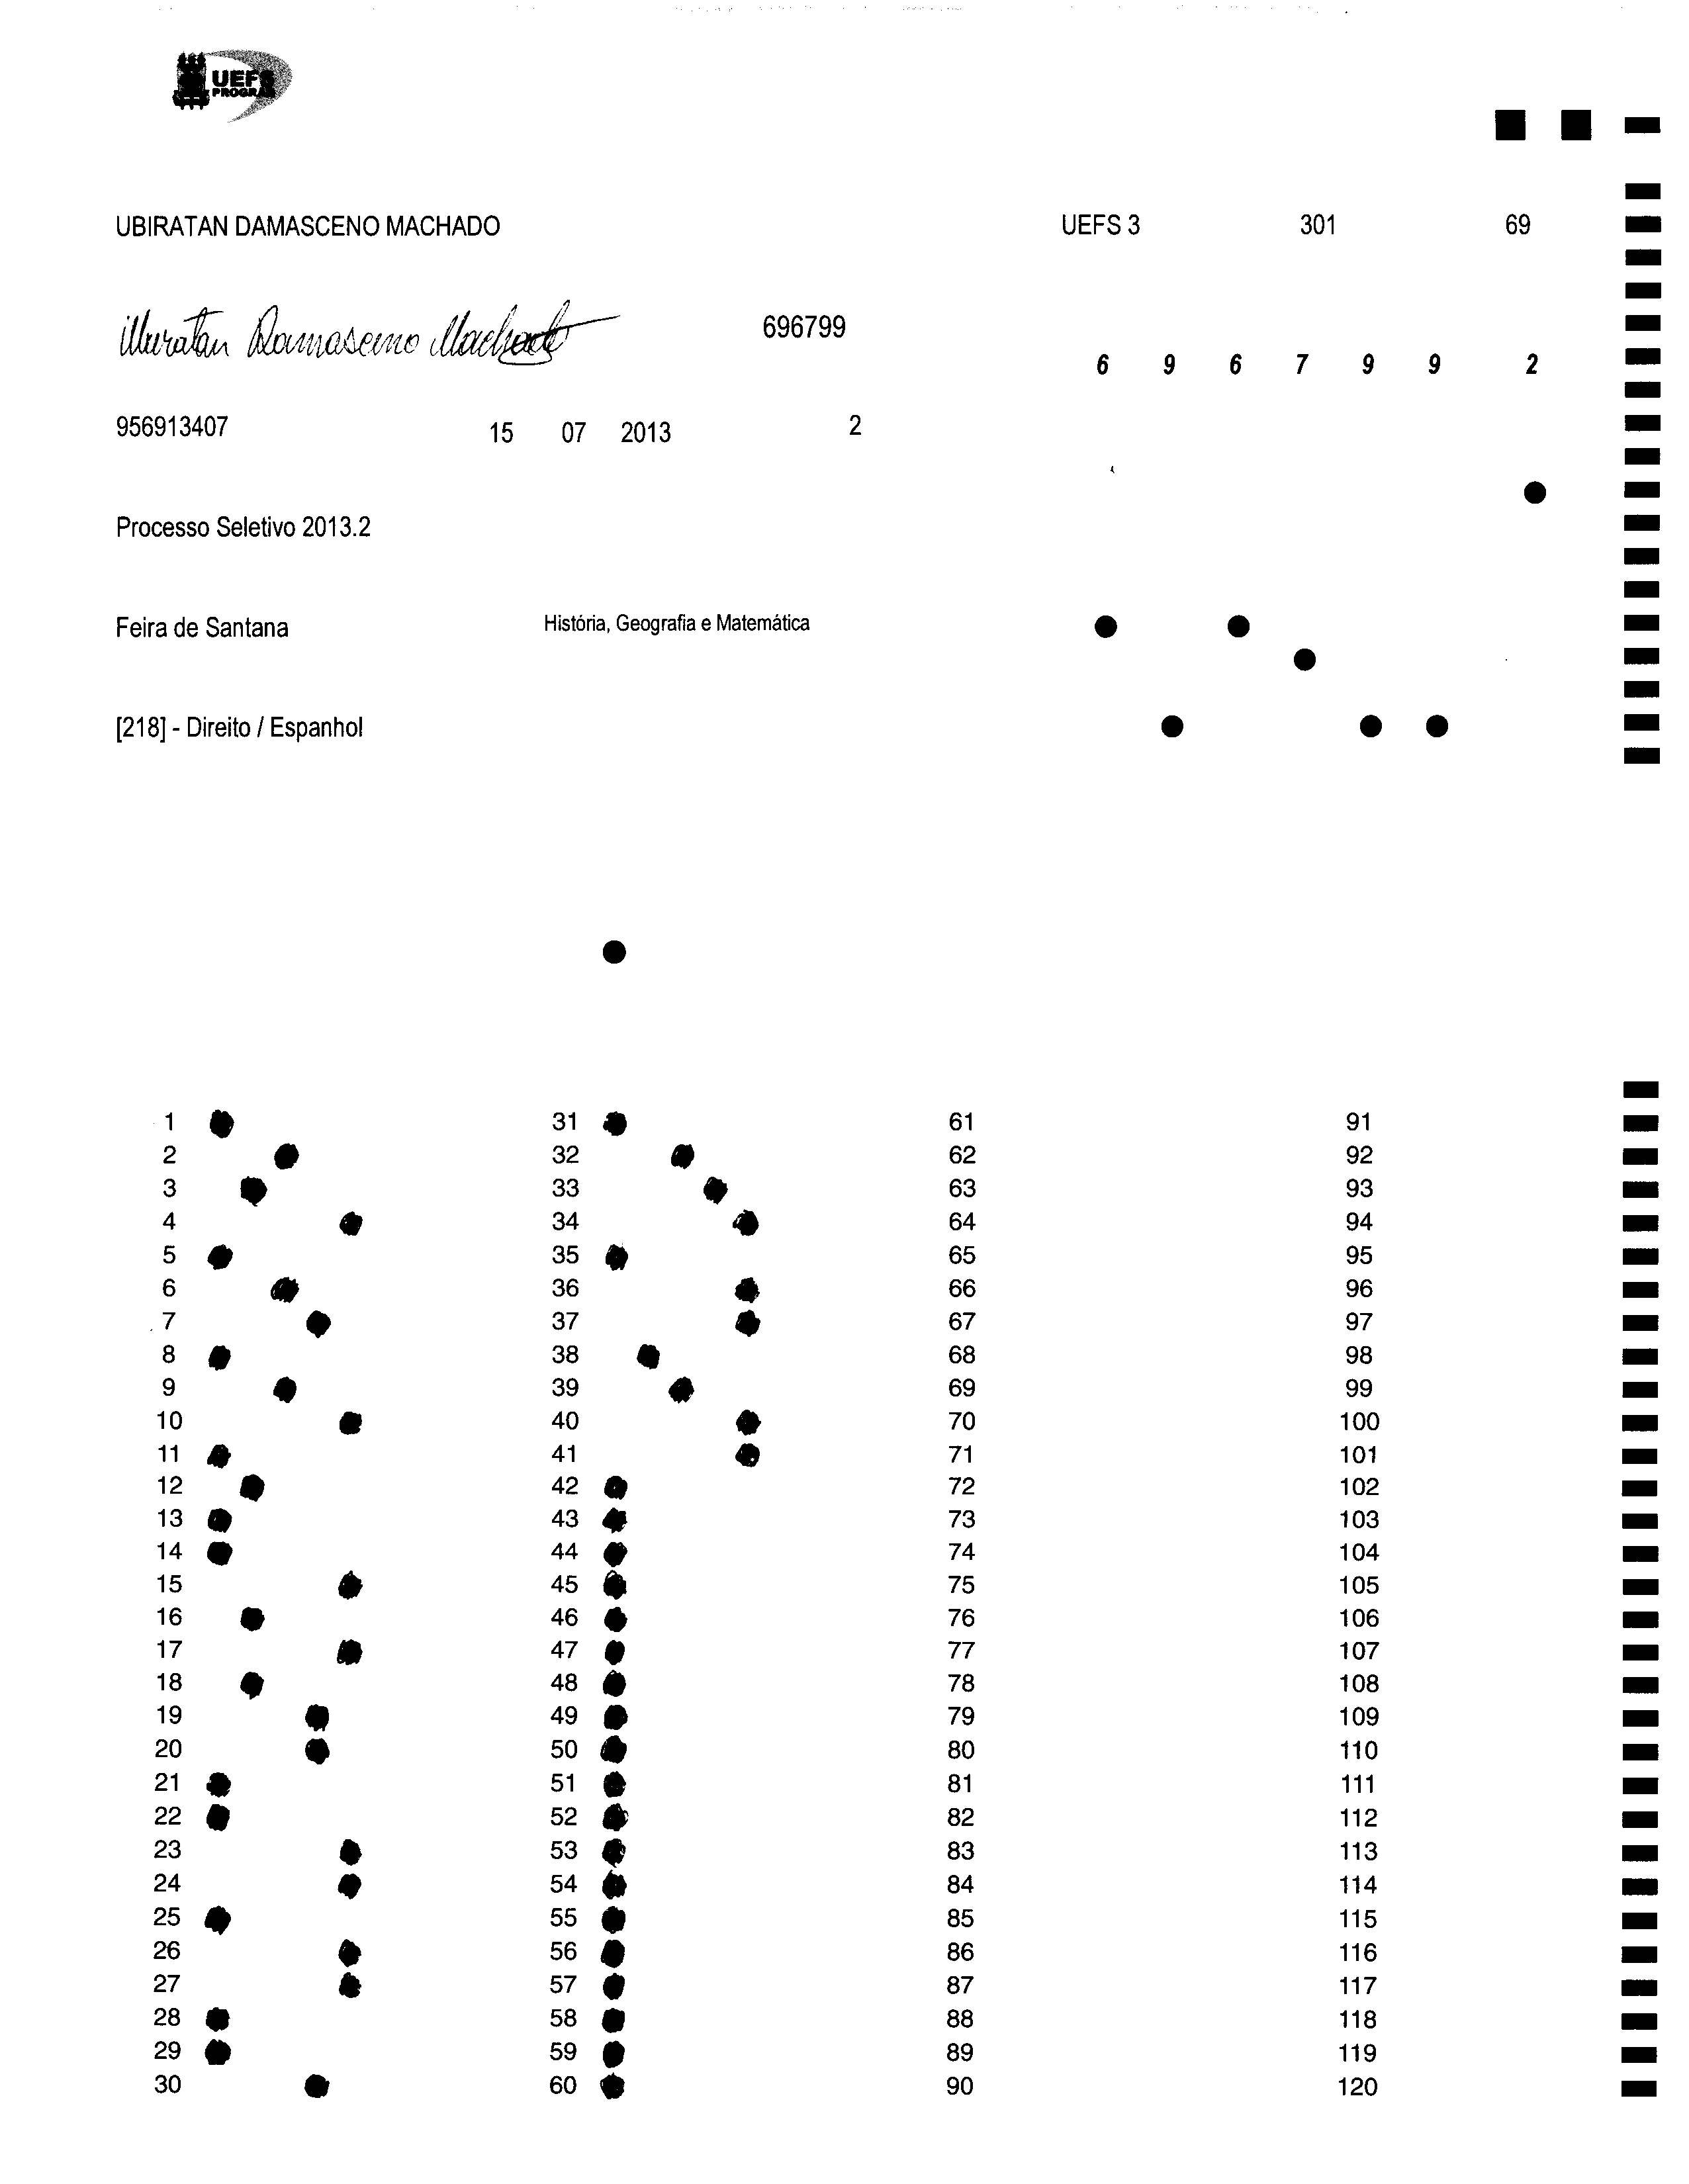 UEFS
PROGRAD
UBIRATAN DAMASCENO MACHADO UEFS 3 301 69
Damasceno Machado 696799
6 9 6 7 9 9 2
956913407 15 07 2013 2
Processo Seletivo 2013.2
Feira de Santana História, Geografia e Matemática
[218] - Direito / Espanhol
1 31 61 91
2 32 62 92
3 33 63 93
4 34 64 94
5 35 65 95
6 36 66 96
7 37 67 97
8 38 68 98
9 39 69 99
10 40 70 100
11 41 71 101
12 42 72 102
13 43 73 103
14 44 74 104
15 45 75 105
16 46 76 106
17 47 77 107
18 48 78 108
19 49 79 109
20 50 80 110
21 51 81 111
22 52 82 112
23 53 83 113
24 54 84 114
25 55 85 115
26 56 86 116
27 57 87 117
28 58 88 118
29 59 89 119
30 60 90 120